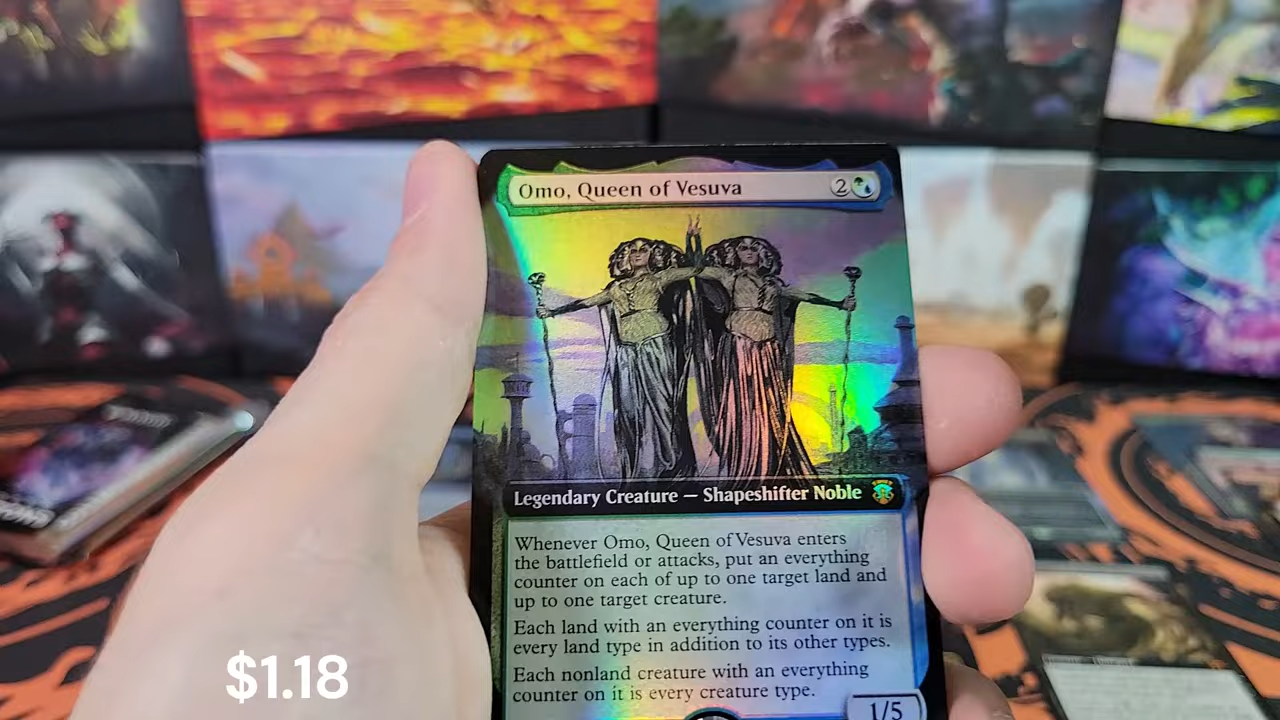 Omo, Queen of Vesuva 2
Legendary Creature — Shapeshifter Noble
Whenever Omo, Queen of Vesuva enters
the battlefield or attacks, put an everything
counter on each of up to one target land and
up to one target creature.
Each land with an everything counter on it is
every land type in addition to its other types.
Each nonland creature with an everything
counter on it is every creature type.
1/5
$1.18